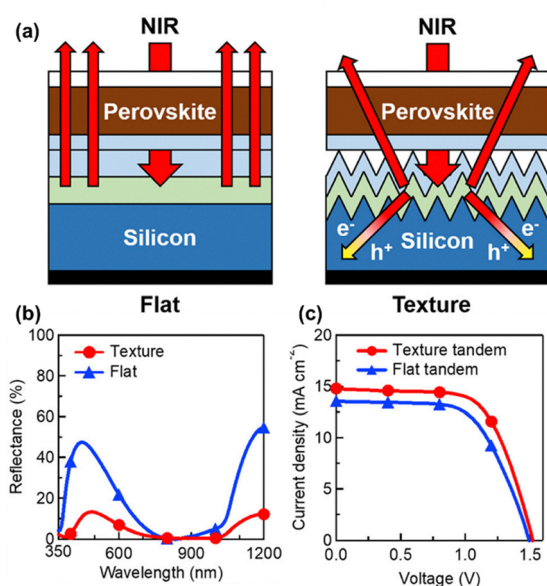 (a)
NIR
NIR
Perovskite
Perovskite
Silicon
e-
h+
Silicon
e-
h+
Flat
Texture
(b)
100
80
60
40
20
0
350
600
900
1200
Reflectance (%)
Wavelength (nm)
Texture
Flat
(c)
20
15
10
5
0
0.0
0.5
1.0
1.5
Current density (mA cm-2)
Voltage (V)
Texture tandem
Flat tandem